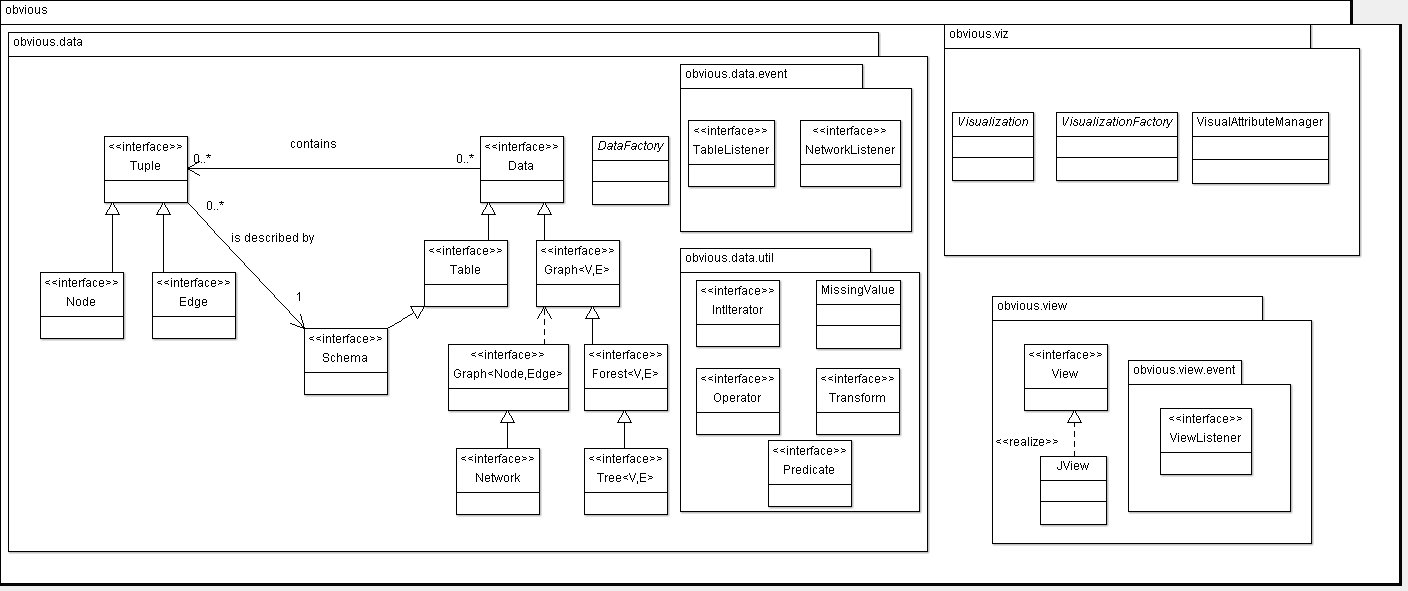 obvious
obvious.data
obvious.viz
obvious.data.event
<<interface>>
TableListener
<<interface>>
NetworkListener
Visualization
VisualizationFactory
VisualAttributeManager
<<interface>>
Tuple
0..*
contains
0..*
<<interface>>
Data
DataFactory
0..*
is described by
1
<<interface>>
Table
<<interface>>
Graph<V,E>
obvious.data.util
<<interface>>
IntIterator
MissingValue
<<interface>>
Node
<<interface>>
Edge
<<interface>>
Schema
<<interface>>
Graph<Node,Edge>
<<interface>>
Forest<V,E>
<<interface>>
Operator
<<interface>>
Transform
<<interface>>
Predicate
<<interface>>
Network
<<interface>>
Tree<V,E>
obvious.view
<<interface>>
View
obvious.view.event
<<interface>>
ViewListener
<<realize>>
JView